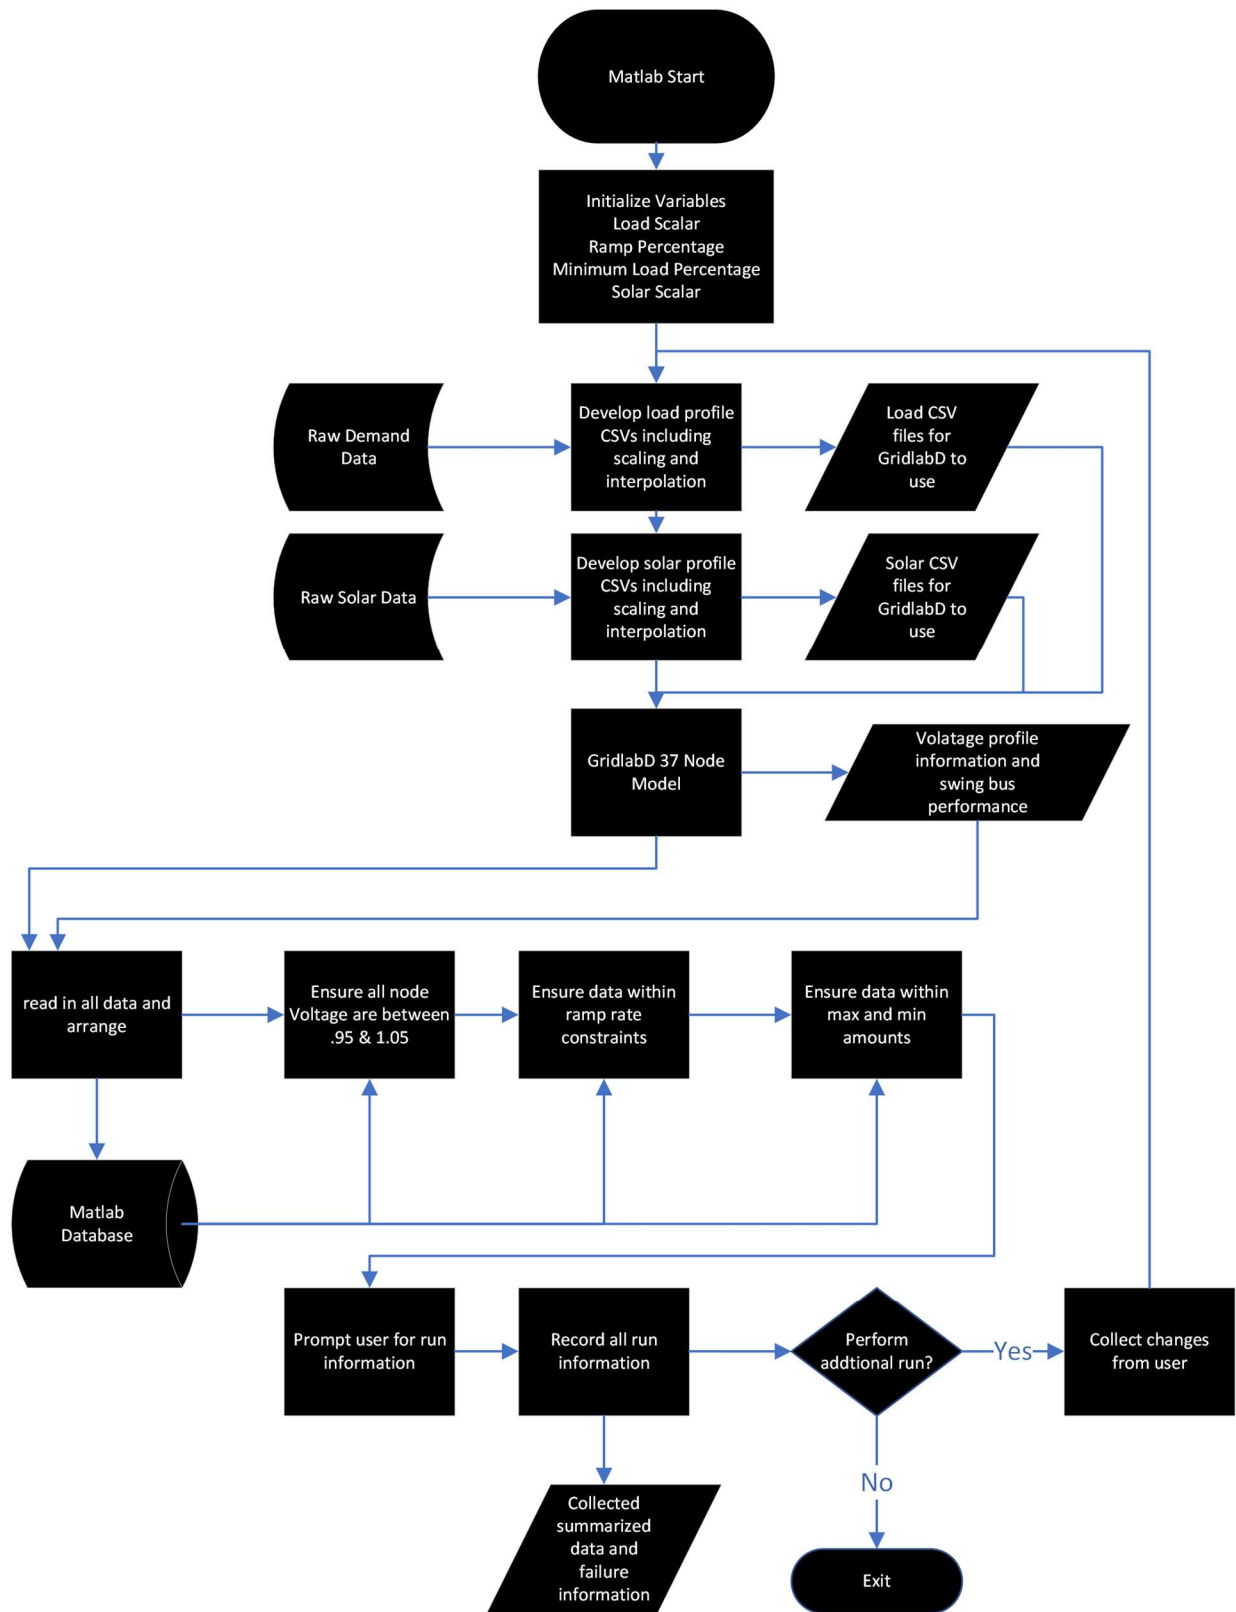 Matlab Start
Initialize Variables
Load Scalar
Ramp Percentage
Minimum Load Percentage
Solar Scalar
Raw Demand
Data
Develop load profile
CSVs including
scaling and
interpolation
Load CSV
files for
GridlabD to
use
Raw Solar Data
Develop solar profile
CSVs including
scaling and
interpolation
Solar CSV
files for
GridlabD to
use
GridlabD 37 Node
Model
Volatage profile
information and
swing bus
performance
read in all data and
arrange
Ensure all node
Voltage are between
.95 & 1.05
Ensure data within
ramp rate
constraints
Ensure data within
max and min
amounts
Matlab
Database
Prompt user for run
information
Record all run
information
Perform
addtional run?
Yes
Collect changes
from user
No
Collected
summarized
data and
failure
information
Exit